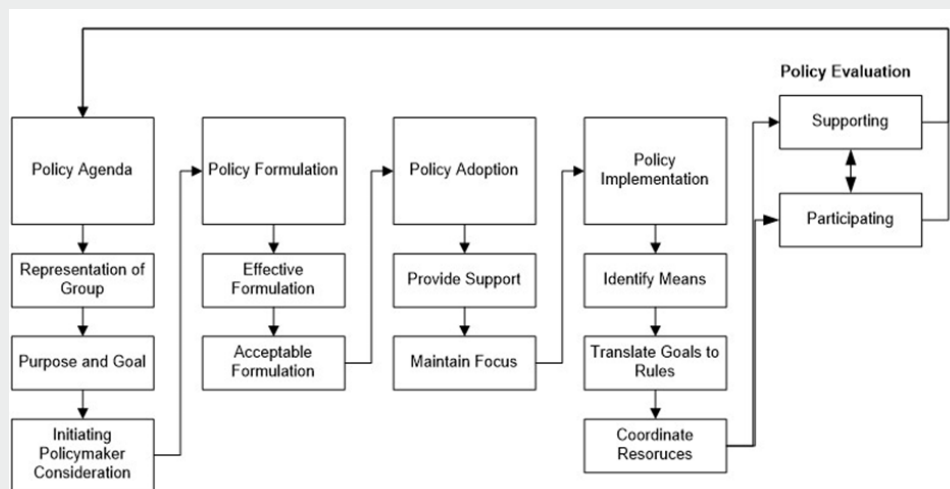 Policy Evaluation
Supporting
Participating
Policy Agenda
Representation of
Group
Purpose and Goal
Initiating
Policymaker
Consideration
Policy Formulation
Effective
Formulation
Acceptable
Formulation
Policy Adoption
Provide Support
Maintain Focus
Policy
Implementation
Identify Means
Translate Goals to
Rules
Coordinate
Resoruces